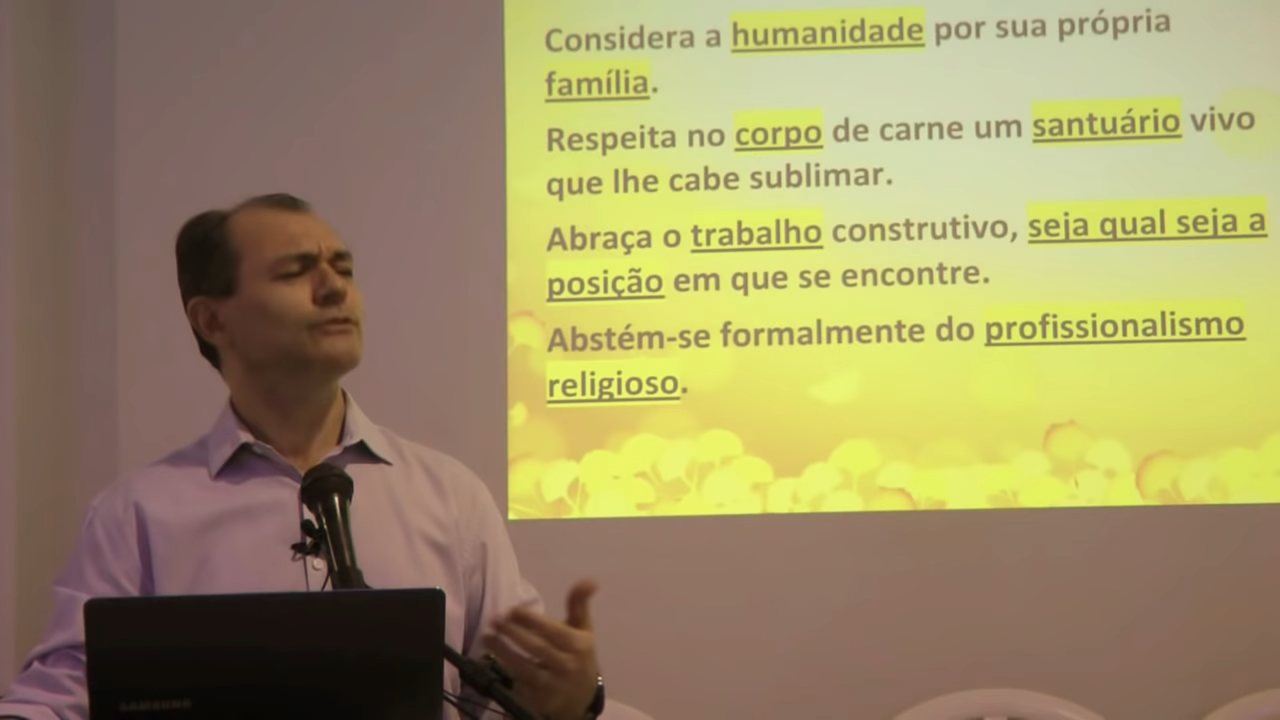 Considera a humanidade por sua própria
família.
Respeita no corpo de carne um santuário vivo
que lhe cabe sublimar.
Abraça o trabalho construtivo, seja qual seja a
posição em que se encontre.
Abstém-se formalmente do profissionalismo
religioso.
SAMSUNG